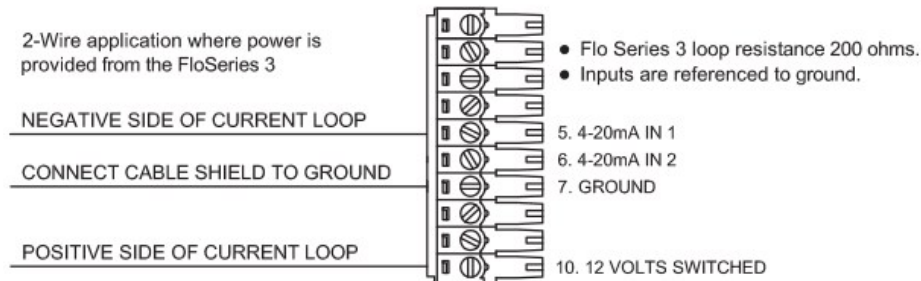 2-Wire application where power is
provided from the FloSeries 3
● Flo Series 3 loop resistance 200 ohms.
● Inputs are referenced to ground.
NEGATIVE SIDE OF CURRENT LOOP
5. 4-20mA IN 1
6. 4-20mA IN 2
CONNECT CABLE SHIELD TO GROUND
7. GROUND
POSITIVE SIDE OF CURRENT LOOP
10. 12 VOLTS SWITCHED